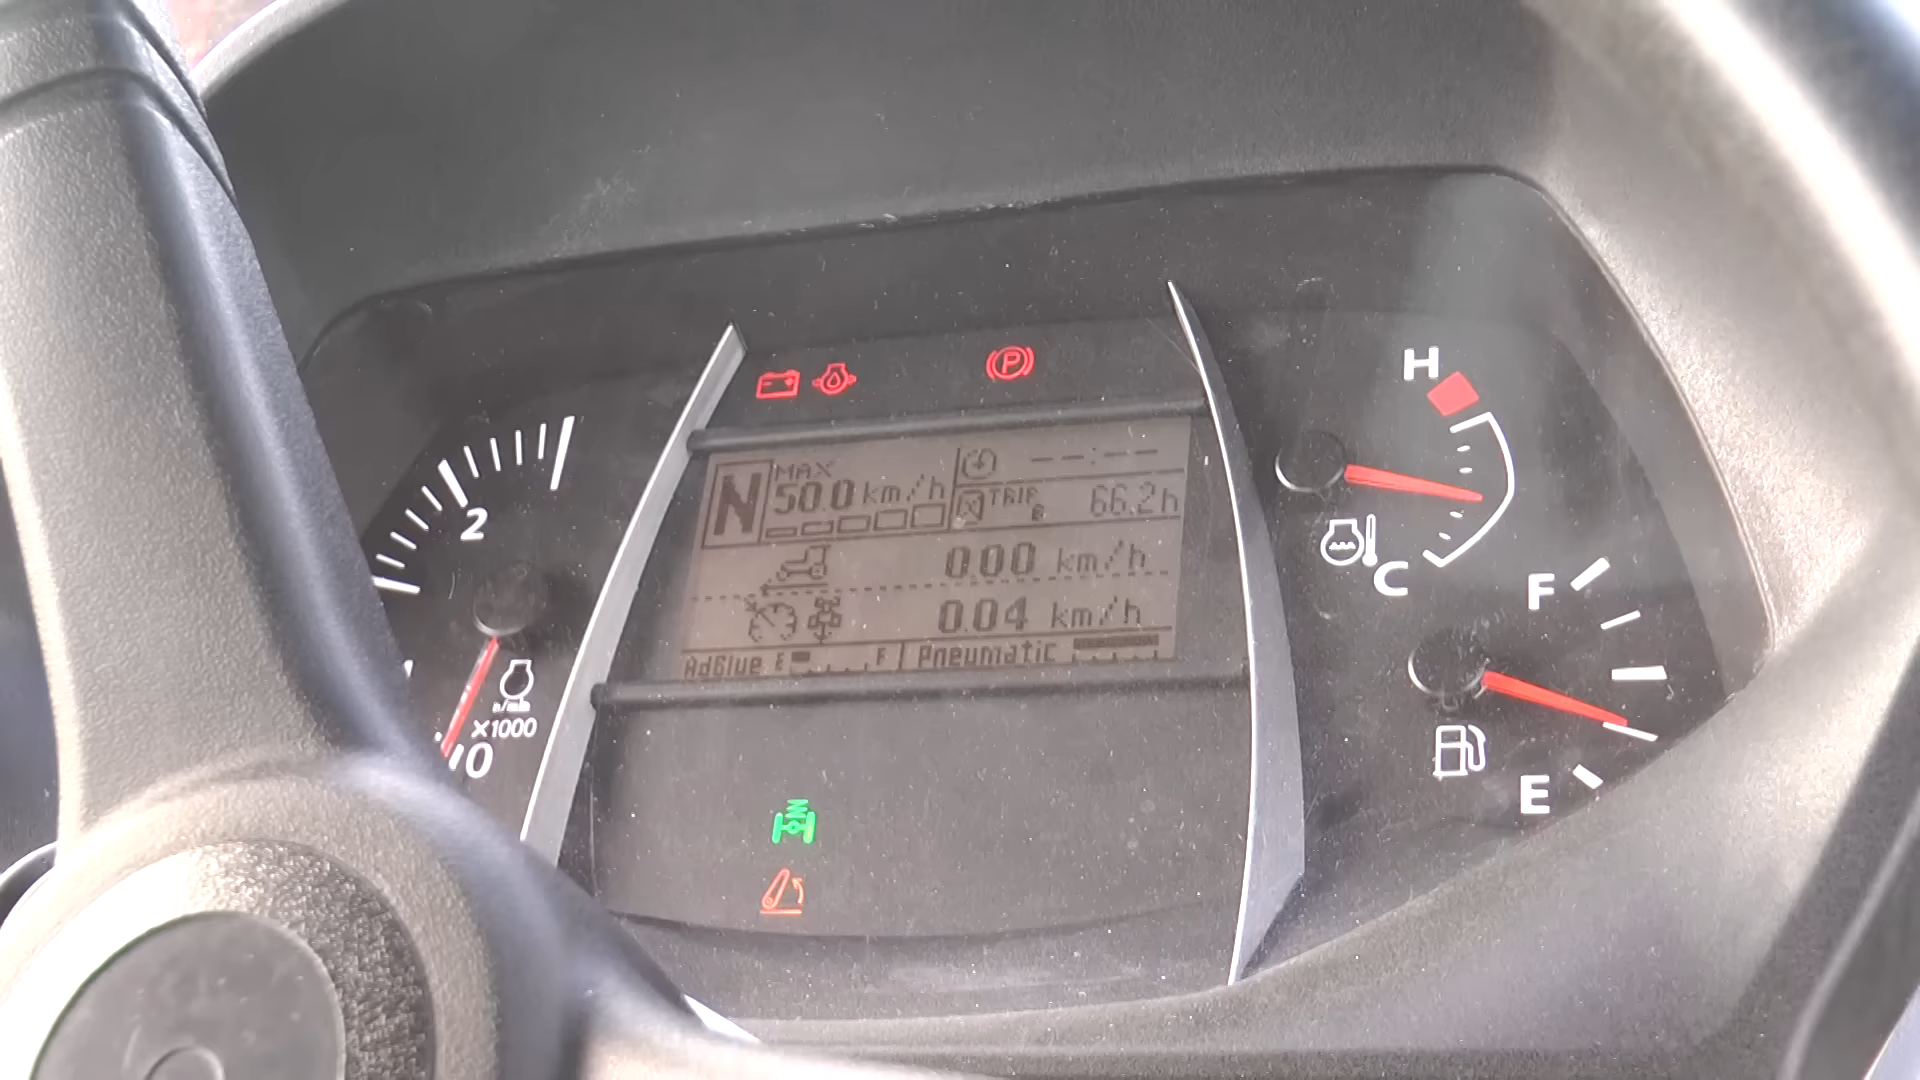 H
MAX
N 50.0 km/h
--:--
TRIP B 66.2h
2
0.00 km/h
C
F
0.04 km/h
AdBlue E F
Pneumatic
X1000
0
E
N
P